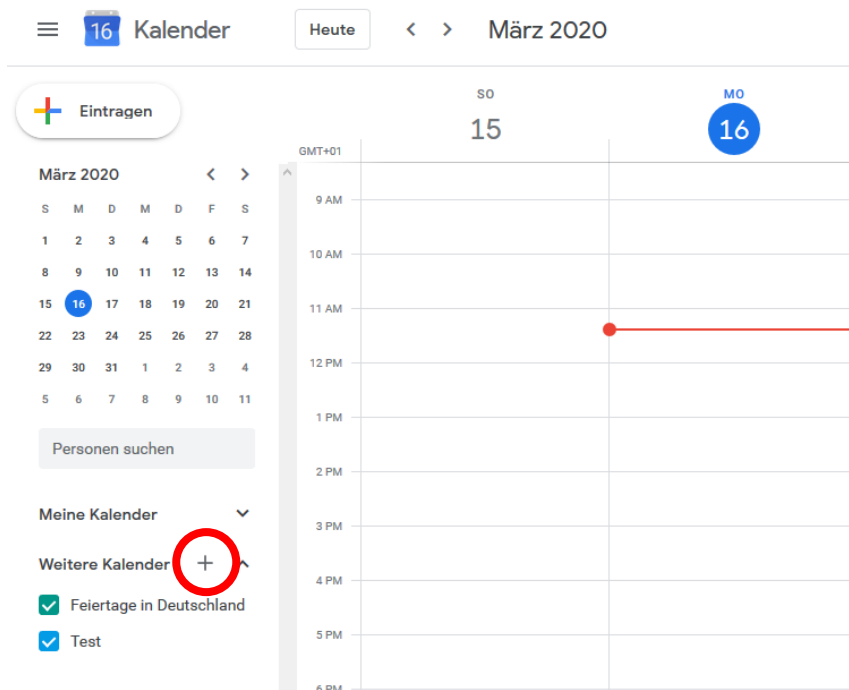 16 Kalender Heute März 2020
Eintragen
SO MO
15 16
GMT+01
März 2020
S M D M D F S
1 2 3 4 5 6 7
8 9 10 11 12 13 14
15 16 17 18 19 20 21
22 23 24 25 26 27 28
29 30 31 1 2 3 4
5 6 7 8 9 10 11
Personen suchen
Meine Kalender
Weitere Kalender
Feiertage in Deutschland
Test
9 AM
10 AM
11 AM
12 PM
1 PM
2 PM
3 PM
4 PM
5 PM
6 PM